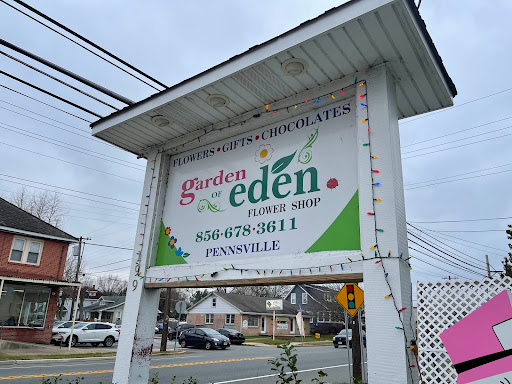 FLOWERS • GIFTS • CHOCOLATES
garden
OF eden
FLOWER SHOP
856-678-3611
PENNSVILLE